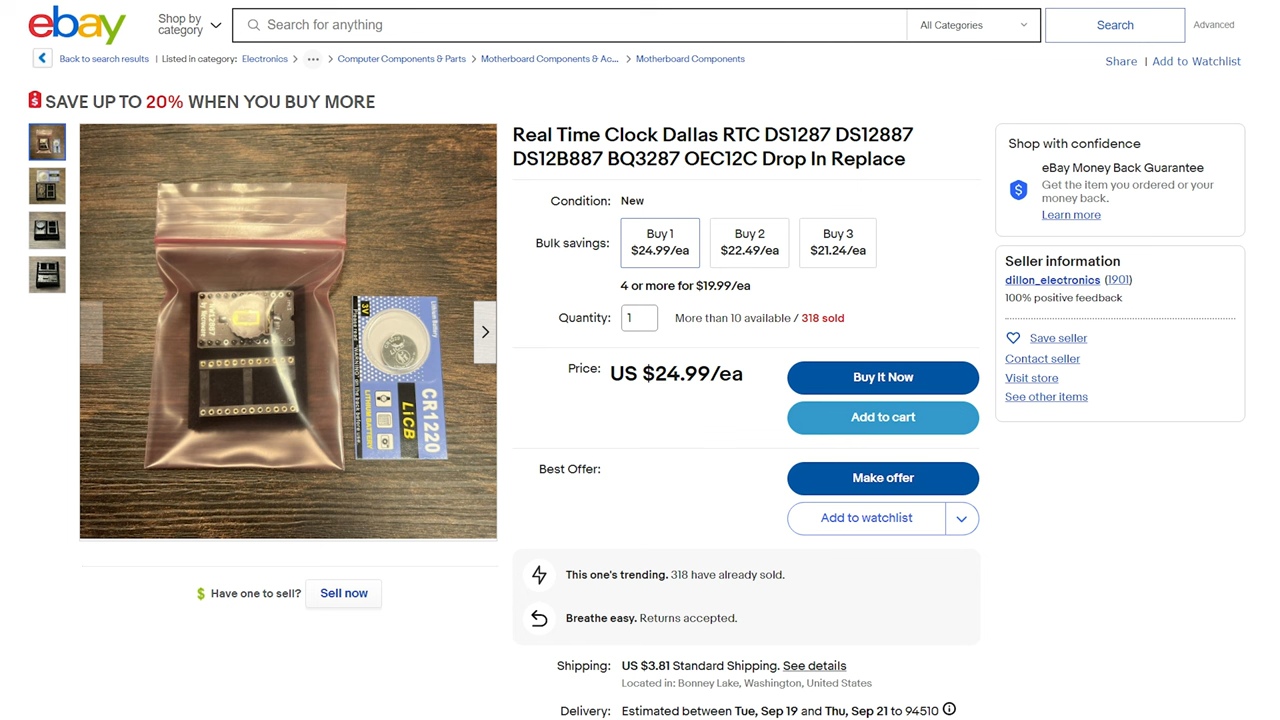 ebay
Shop by
category
Search for anything
All Categories
Search
Advanced
Back to search results | Listed in category: Electronics > ••• > Computer Components & Parts > Motherboard Components & Ac... > Motherboard Components
Share | Add to Watchlist
SAVE UP TO 20% WHEN YOU BUY MORE
Real Time Clock Dallas RTC DS1287 DS12887
DS12B887 BQ3287 OEC12C Drop In Replace
Condition: New
Bulk savings:
Buy 1
$24.99/ea
Buy 2
$22.49/ea
Buy 3
$21.24/ea
4 or more for $19.99/ea
Quantity: 1 More than 10 available / 318 sold
Price: US $24.99/ea
Buy It Now
Add to cart
Best Offer:
Make offer
Add to watchlist
This one's trending. 318 have already sold.
Breathe easy. Returns accepted.
Shipping: US $3.81 Standard Shipping. See details
Located in: Bonney Lake, Washington, United States
Delivery: Estimated between Tue, Sep 19 and Thu, Sep 21 to 94510
Shop with confidence
eBay Money Back Guarantee
Get the item you ordered or your
money back.
Learn more
Seller information
dillon_electronics (1901)
100% positive feedback
Save seller
Contact seller
Visit store
See other items
3V
CR1220
LiCB
LITHIUM BATTERY
Have one to sell? Sell now